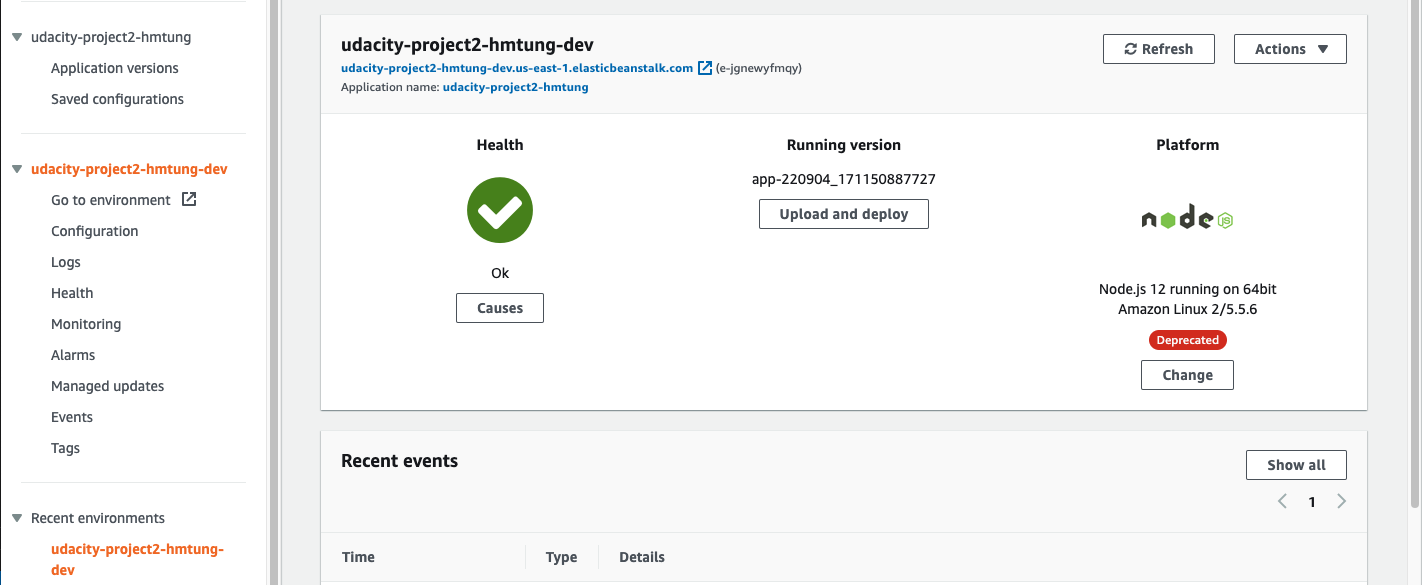 udacity-project2-hmtung
Application versions
Saved configurations
udacity-project2-hmtung-dev
Go to environment
Configuration
Logs
Health
Monitoring
Alarms
Managed updates
Events
Tags
Recent environments
udacity-project2-hmtung-
dev
udacity-project2-hmtung-dev
udacity-project2-hmtung-dev.us-east-1.elasticbeanstalk.com (e-jgnewyfmqy)
Application name: udacity-project2-hmtung
Refresh
Actions
Health
Ok
Causes
Running version
app-220904_171150887727
Upload and deploy
Platform
node
JS
Node.js 12 running on 64bit
Amazon Linux 2/5.5.6
Deprecated
Change
Recent events
Show all
1
Time Type Details